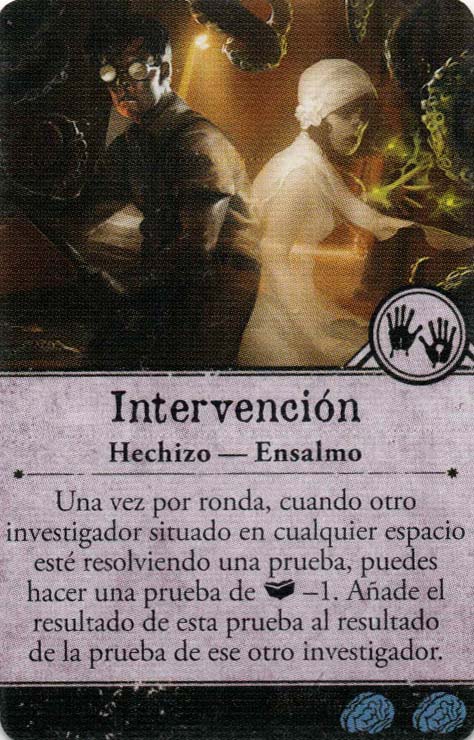 Intervención
Hechizo — Ensalmo
Una vez por ronda, cuando otro
investigador situado en cualquier espacio
esté resolviendo una prueba, puedes
hacer una prueba de –1. Añade el
resultado de esta prueba al resultado
de la prueba de ese otro investigador.